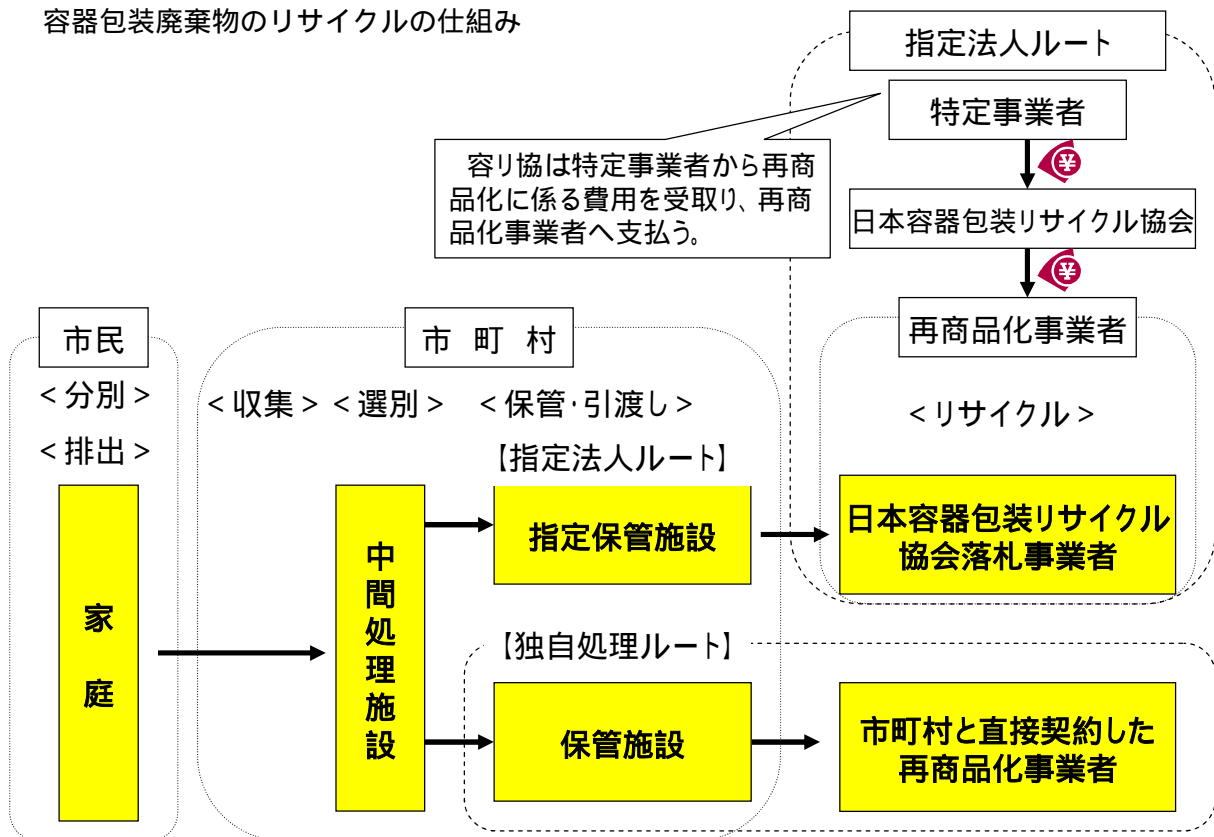 容器包装廃棄物のリサイクルの仕組み
指定法人ルート
特定事業者
¥
容リ協は特定事業者から再商
品化に係る費用を受取り、再商
品化事業者へ支払う。
日本容器包装リサイクル協会
¥
再商品化事業者
市民
市 町 村
<分別>
<排出>
<収集>
<選別>
<保管・引渡し>
<リサイクル>
【指定法人ルート】
家庭
中間処理施設
指定保管施設
日本容器包装リサイクル
協会落札事業者
【独自処理ルート】
保管施設
市町村と直接契約した
再商品化事業者